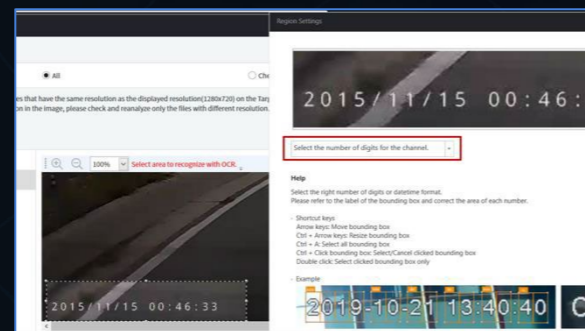 Region Settings
All
Che
es that have the same resolution as the displayed resolution(1280x720) on the Tar
on in the image, please check and reanalyze only the files with different resolution.
100%
Select area to recognize with OCR.
2015/11/15 00:46:33
2015/11/15 00:46:
Select the number of digits for the channel.
Help
Select the right number of digits or datetime format.
Please refer to the label of the bounding box and correct the area of each number.
- Shortcut keys
Arrow keys: Move bounding box
Ctrl + Arrow keys: Resize bounding box
Ctrl + A: Select all bounding box
Ctrl + Click bounding box: Select/Cancel clicked bounding box
Double click: Select clicked bounding box only
- Example
2019-10-21 13:40:40